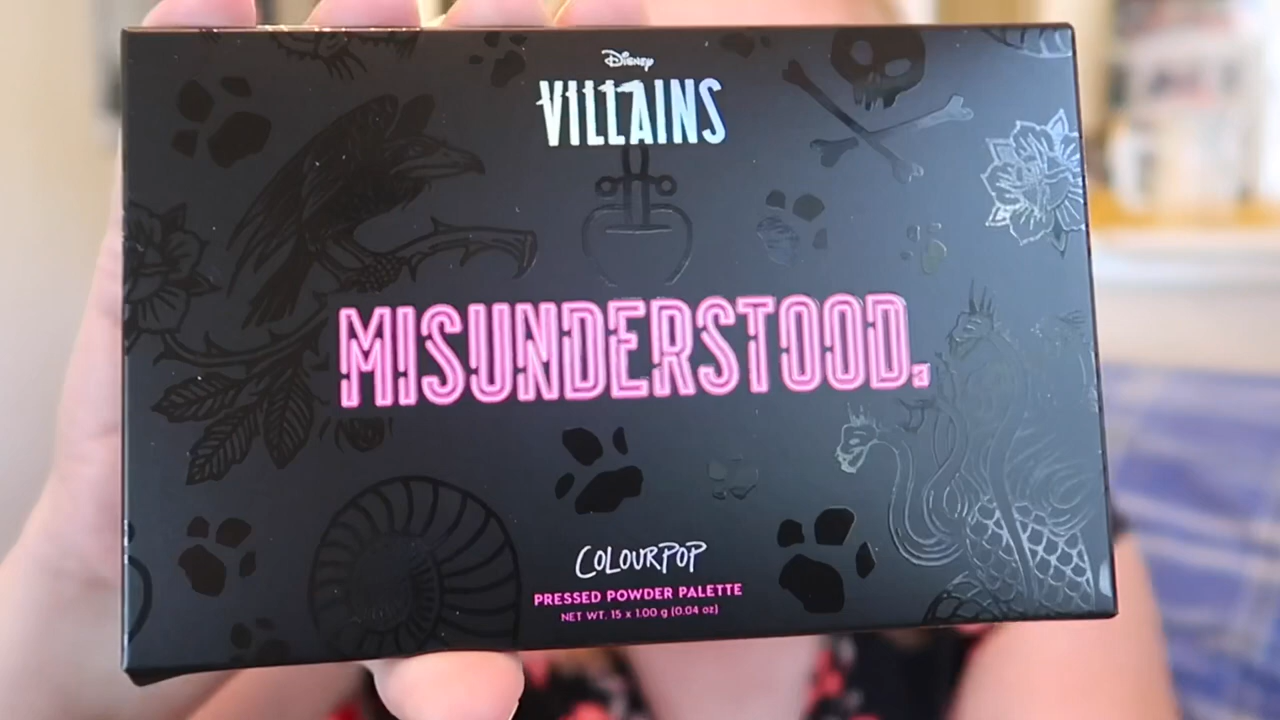 Disney
VILLAINS
MISUNDERSTOOD.
COLOURPOP
PRESSED POWDER PALETTE
NET WT. 15 x 1.00 g (0.04 oz)